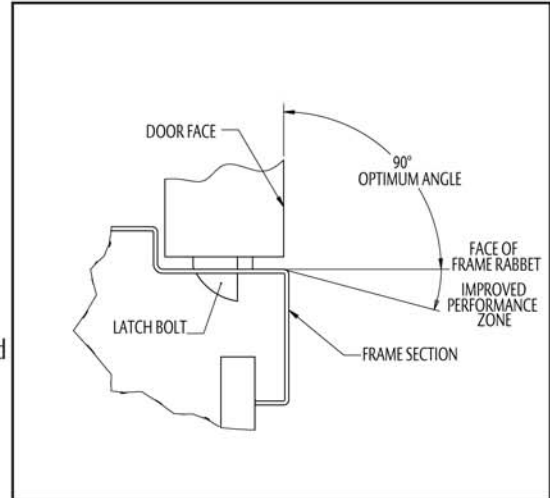 DOOR FACE
90°
OPTIMUM ANGLE
FACE OF
FRAME RABBET
IMPROVED
PERFORMANCE
ZONE
LATCH BOLT
FRAME SECTION